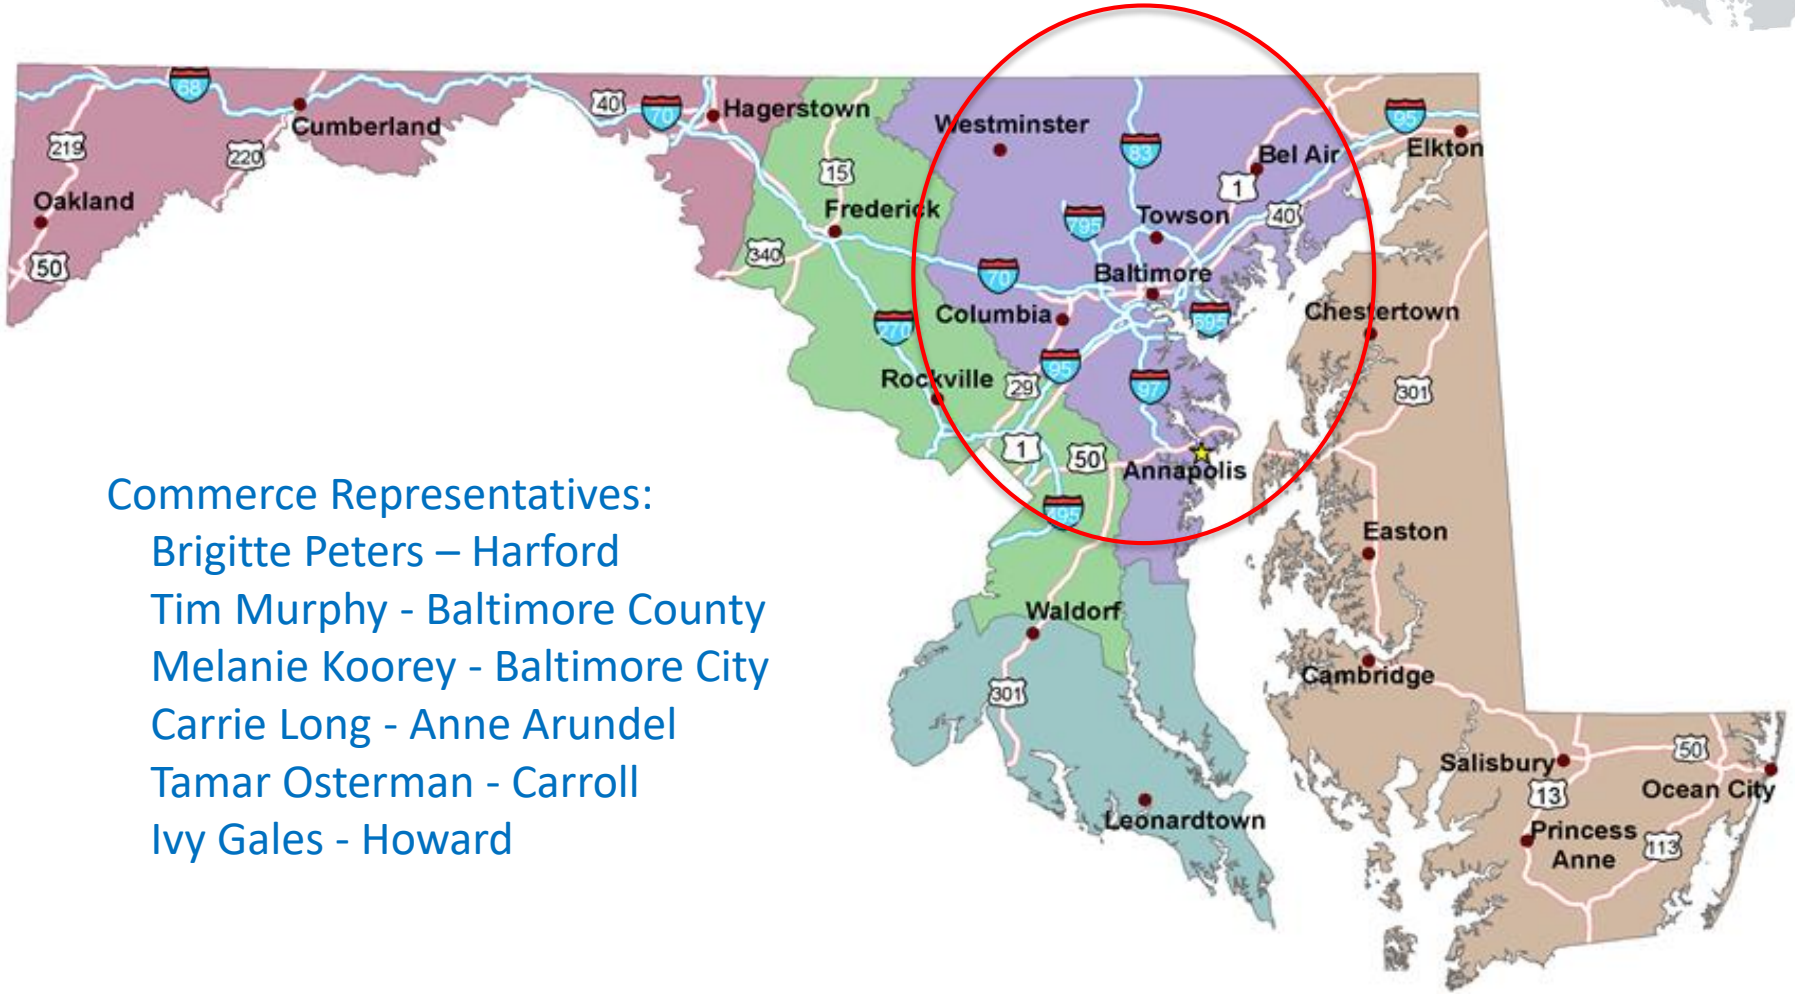 68
40
70
Hagerstown
Cumberland
219
220
Oakland
50
15
Frederick
340
Westminster
83
Bel Air
95
Elkton
1
40
795
Towson
70
Baltimore
Columbia
695
Chestertown
270
95
Rockville
29
97
301
1
50
Annapolis
495
Easton
Waldorf
Cambridge
301
Salisbury
50
13
Ocean City
Leonardtown
Princess
Anne
113
Commerce Representatives:
Brigitte Peters – Harford
Tim Murphy - Baltimore County
Melanie Koorey - Baltimore City
Carrie Long - Anne Arundel
Tamar Osterman - Carroll
Ivy Gales - Howard